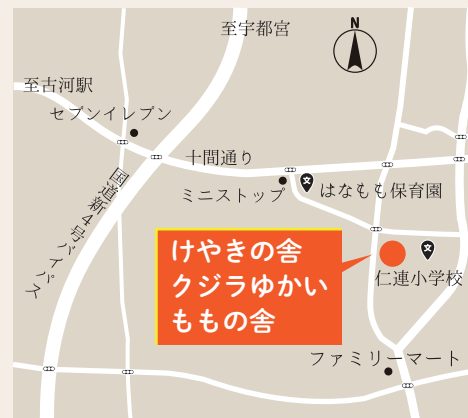 至宇都宮
N
至古河駅
セブンイレブン
十間通り
ミニストップ
文
はなもも保育園
国道新4号バイパス
けやきの舎
クジラゆかい
ももの舎
文
仁連小学校
ファミリーマート